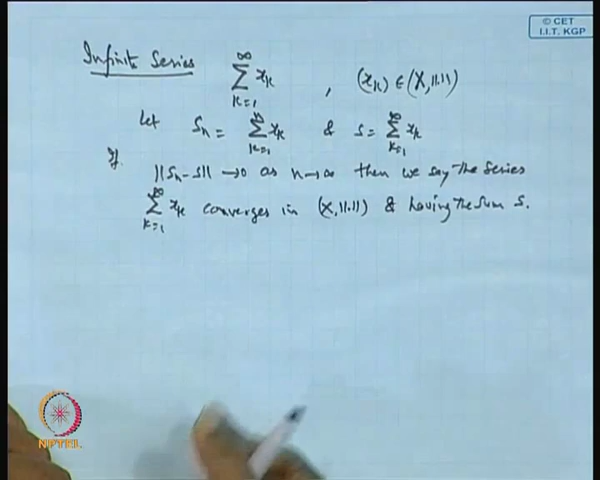 © CET
I.I.T. KGP
Infinite Series ∑_{k=1}^{∞} x_k , (x_k) ∈ (X, ||.||)
Let S_n = ∑_{k=1}^{n} x_k & s = ∑_{k=1}^{∞} x_k
If
||S_n - S|| → 0 as n → ∞ then we say the series
∑_{k=1}^{∞} x_k converges in (X, ||.||) & having the sum S.
NPTEL